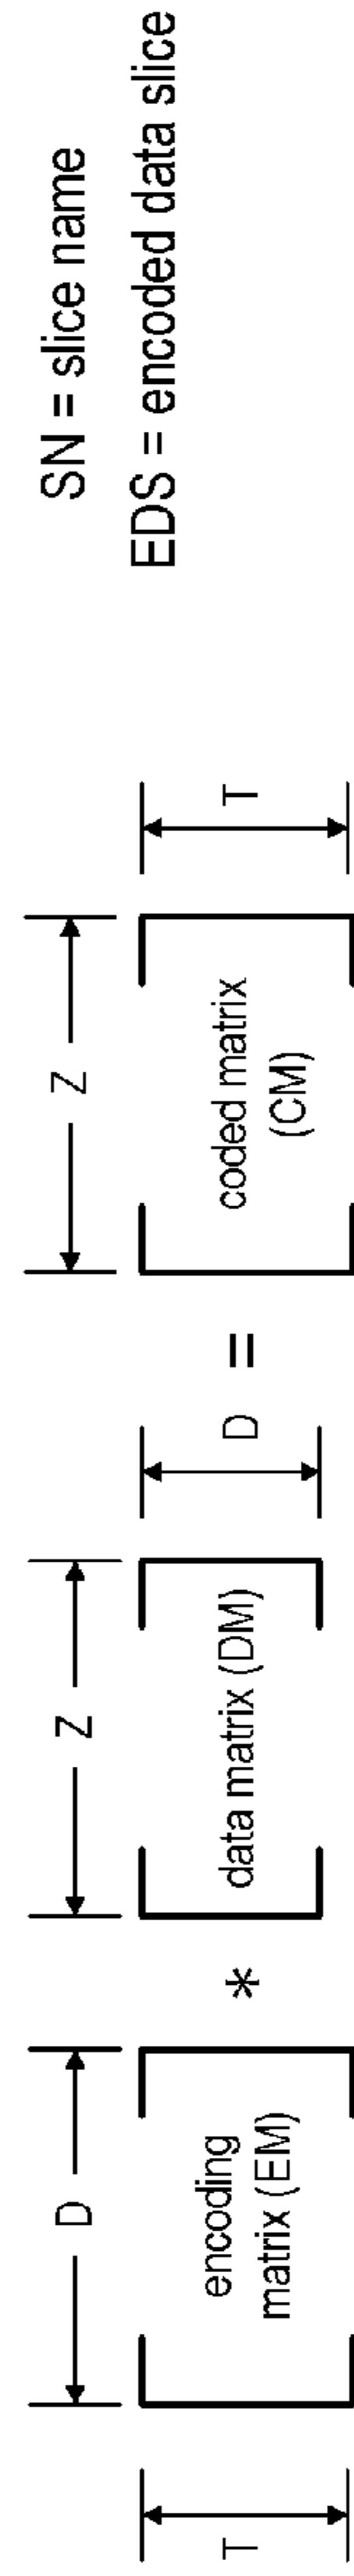 T
D
encoding
matrix (EM)
*
Z
data matrix (DM)
D
=
Z
coded matrix
(CM)
T
SN = slice name
EDS = encoded data slice